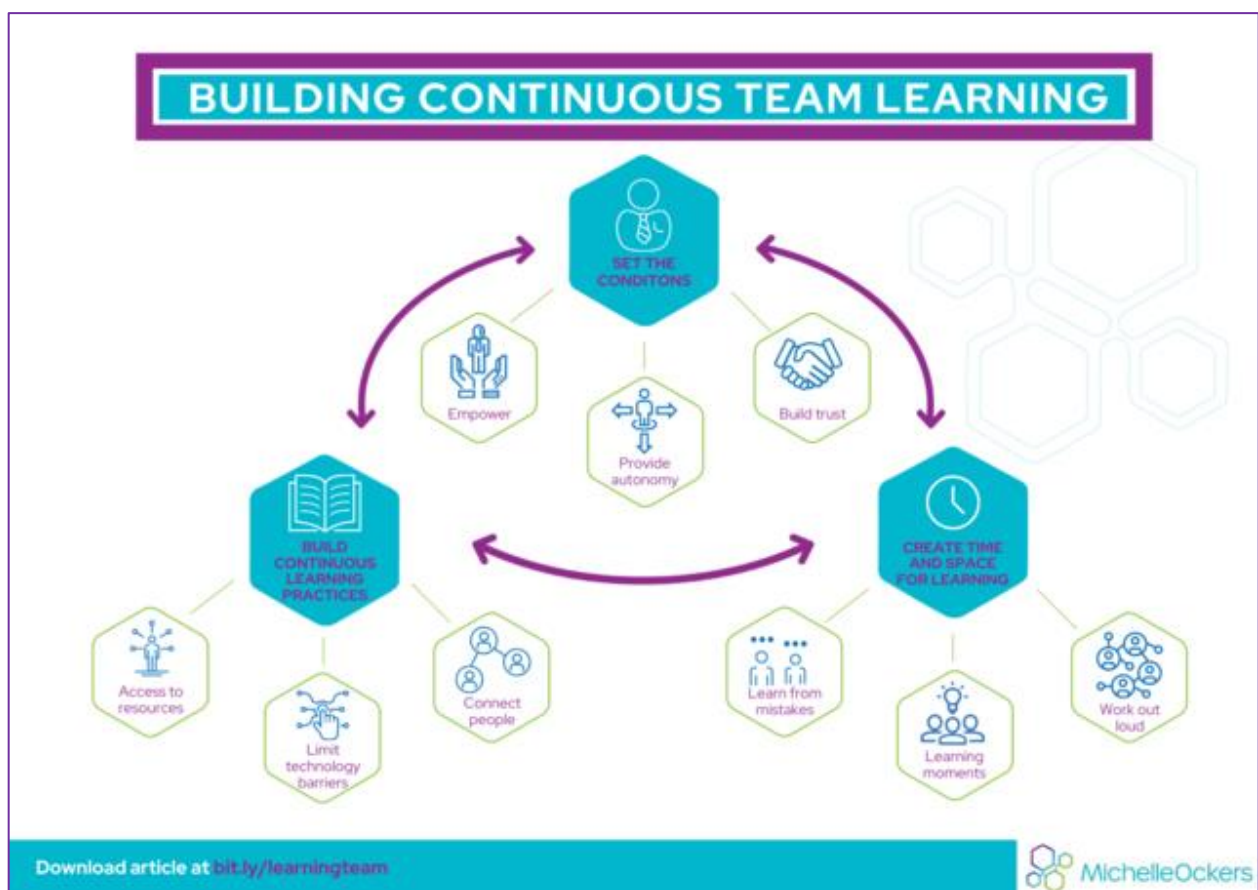 BUILDING CONTINUOUS TEAM LEARNING
SET THE
CONDITONS
Empower
Provide
autonomy
Build trust
BUILD
CONTINUOUS
LEARNING
PRACTICES
Access to
resources
Limit
technology
barriers
Connect
people
CREATE TIME
AND SPACE
FOR LEARNING
Learn from
mistakes
Learning
moments
Work out
loud
Download article at bit.ly/learningteam
MichelleOckers